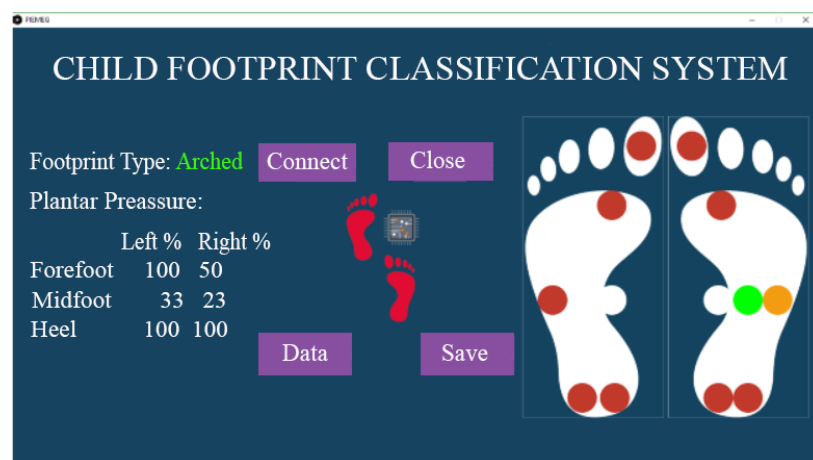 PIEMEG
CHILD FOOTPRINT CLASSIFICATION SYSTEM
Footprint Type: Arched
Connect
Close
Plantar Preassure:
Left % Right %
Forefoot 100 50
Midfoot 33 23
Heel 100 100
Data
Save